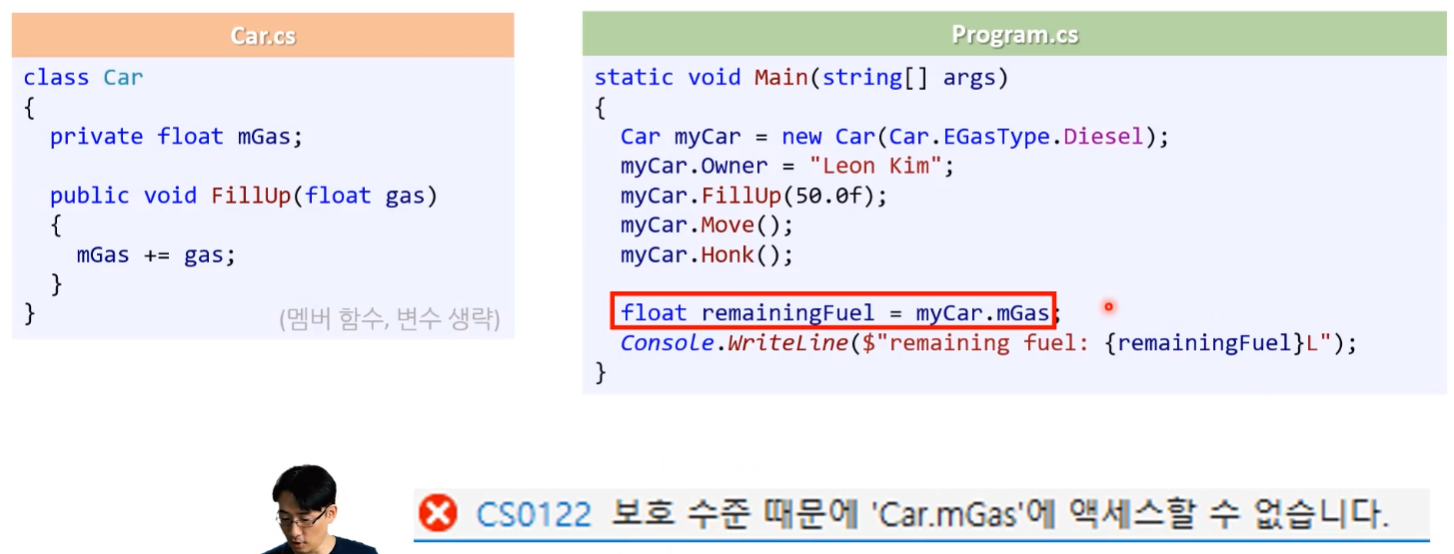 Car.cs
class Car
{
private float mGas;
public void FillUp(float gas)
{
mGas += gas;
}
}
(멤버 함수, 변수 생략)
Program.cs
static void Main(string[] args)
{
Car myCar = new Car(Car.EGasType.Diesel);
myCar.Owner = "Leon Kim";
myCar.FillUp(50.0f);
myCar.Move();
myCar.Honk();
float remainingFuel = myCar.mGas;
Console.WriteLine($"remaining fuel: {remainingFuel}L");
}
CS0122 보호 수준 때문에 'Car.mGas'에 액세스할 수 없습니다.